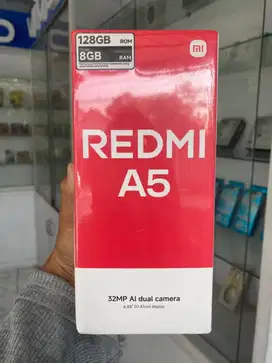 128GB ROM
8GB RAM
mi
REDMI
A5
32MP AI dual camera